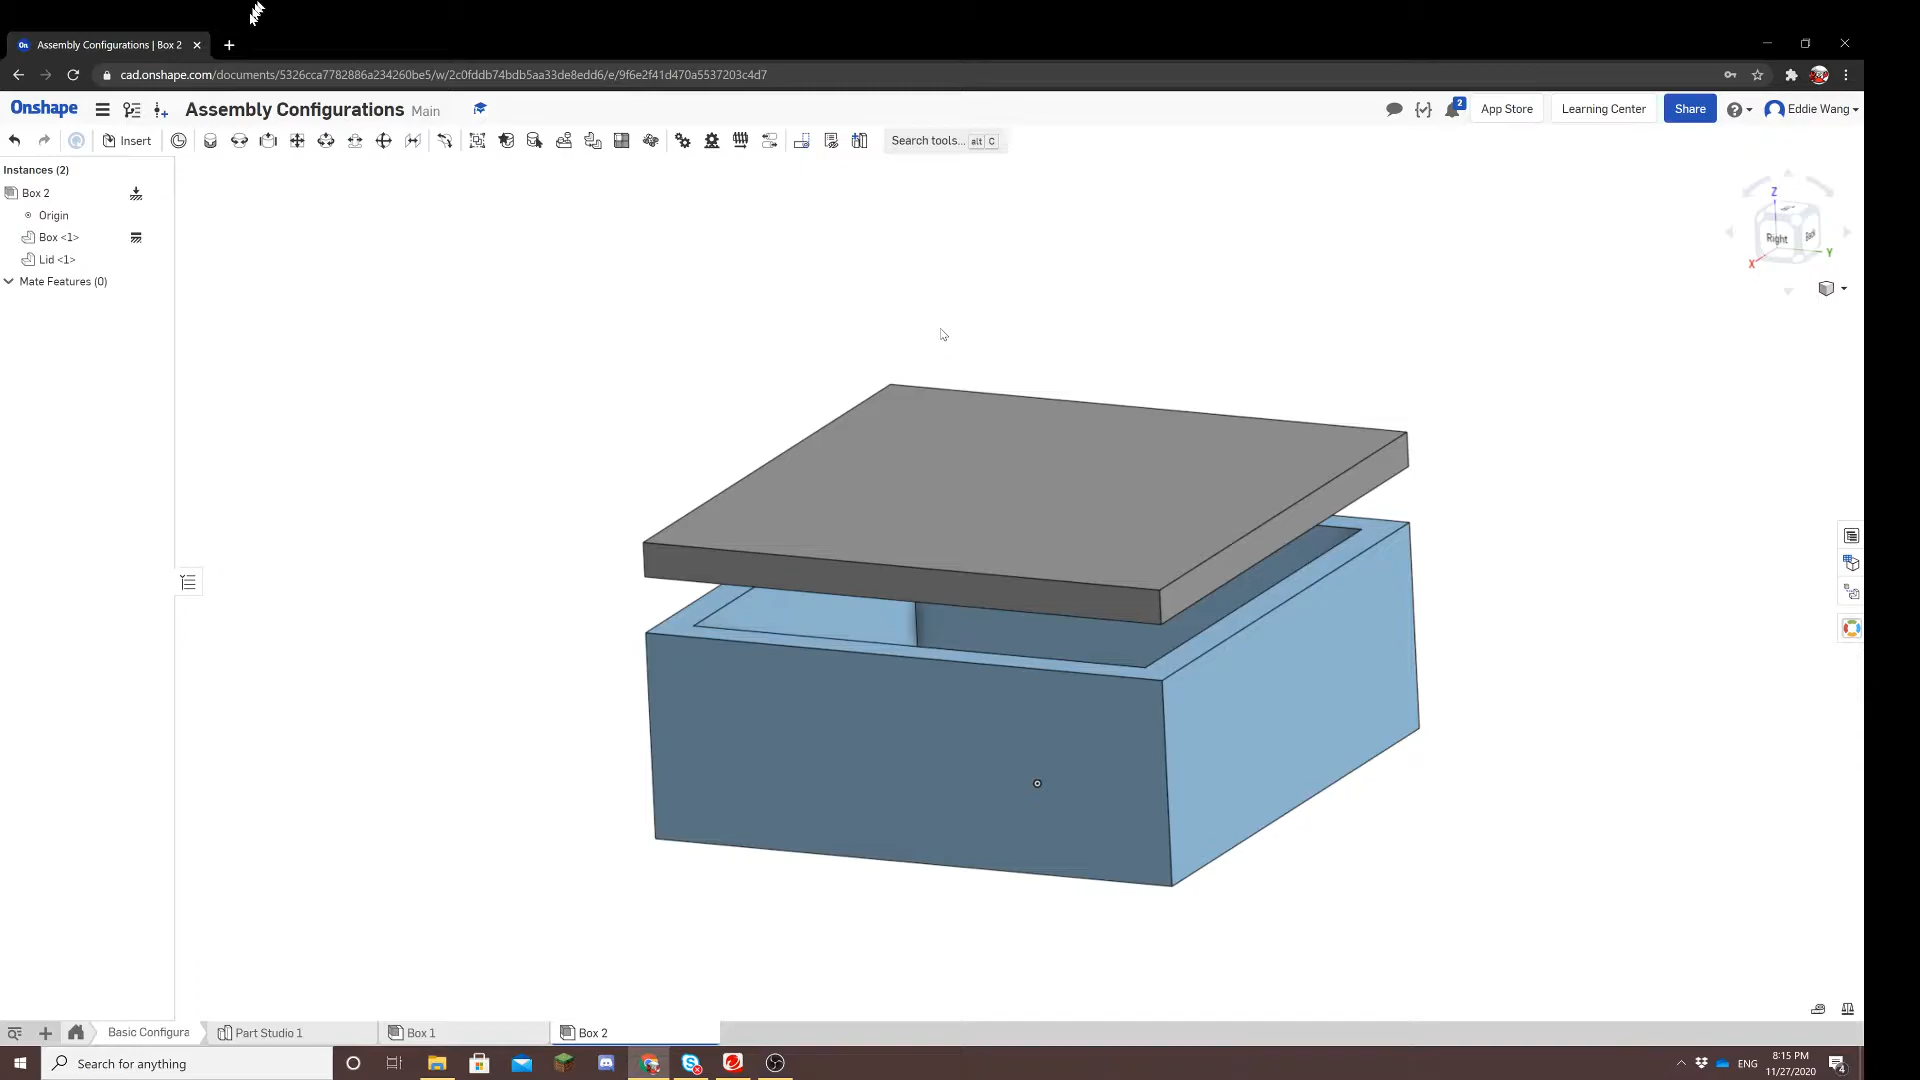 Assembly Configurations | Box 2
cad.onshape.com/documents/5326cca7782886a234260be5/w/2c0fddb74bdb5aa33de8edd6/e/9f6e2f41d470a5537203c4d7
Onshape Assembly Configurations Main 2 App Store Learning Center Share Eddie Wang
Insert Search tools... alt C
Instances (2)
Box 2
Origin
Box <1>
Lid <1>
Mate Features (0)
Z
Right Back
Y
X
Basic Configura Part Studio 1 Box 1 Box 2
Search for anything ENG 8:15 PM
11/27/2020 4